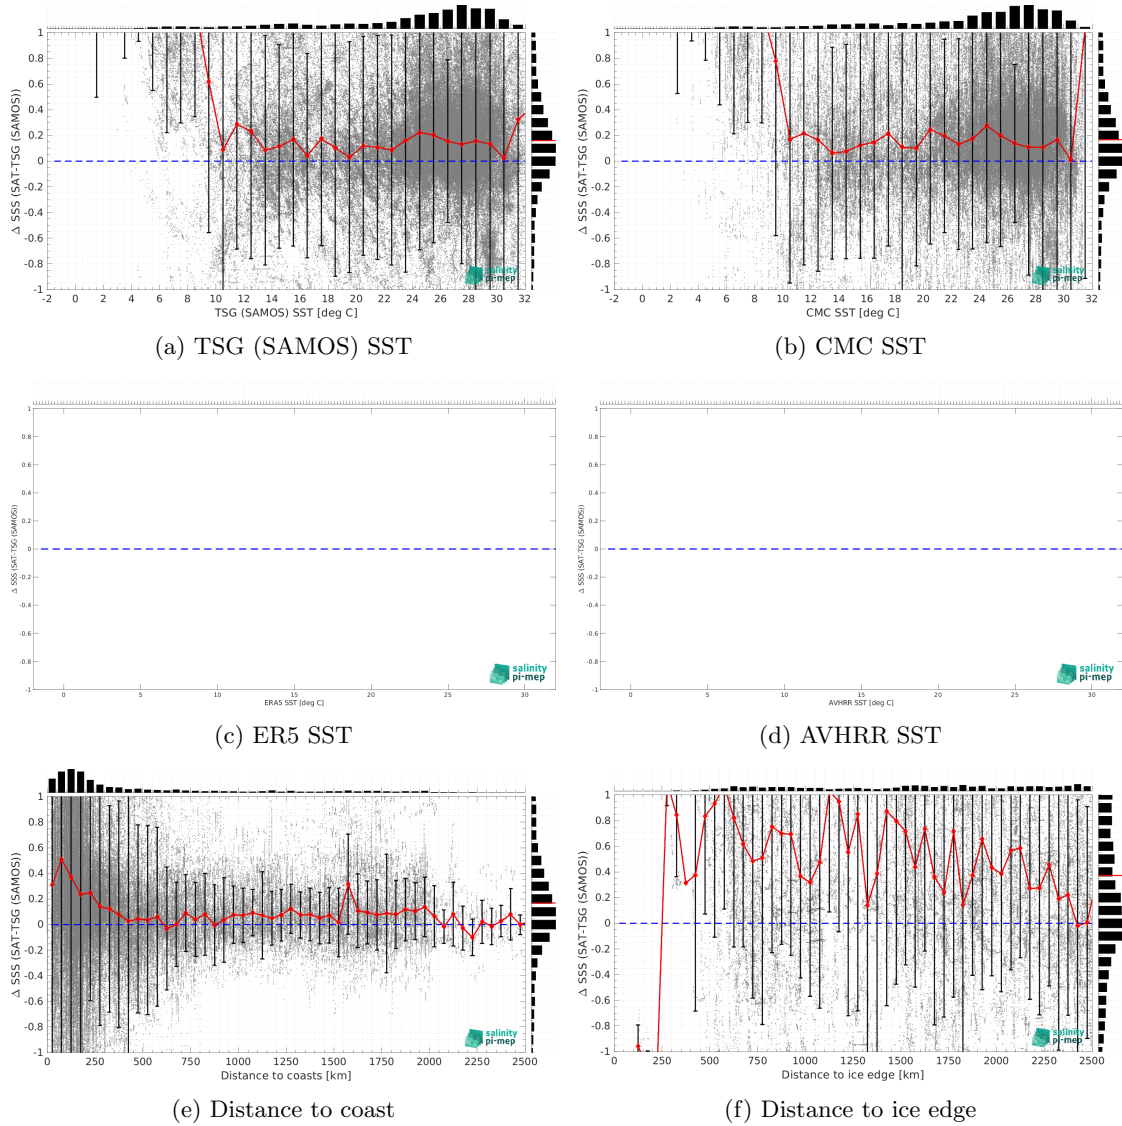 1
0.8
0.6
0.4
0.2
0
-0.2
-0.4
-0.6
-0.8
-1
Δ SSS (SAT-TSG (SAMOS))
-2 0 2 4 6 8 10 12 14 16 18 20 22 24 26 28 30 32
TSG (SAMOS) SST [deg C]
salinity
pi-mep
(a) TSG (SAMOS) SST
1
0.8
0.6
0.4
0.2
0
-0.2
-0.4
-0.6
-0.8
-1
Δ SSS (SAT-TSG (SAMOS))
-2 0 2 4 6 8 10 12 14 16 18 20 22 24 26 28 30 32
CMC SST [deg C]
salinity
pi-mep
(b) CMC SST
1
0.8
0.6
0.4
0.2
0
-0.2
-0.4
-0.6
-0.8
-1
Δ SSS (SAT-TSG (SAMOS))
0 5 10 15 20 25 30
ERA5 SST [deg C]
salinity
pi-mep
(c) ER5 SST
1
0.8
0.6
0.4
0.2
0
-0.2
-0.4
-0.6
-0.8
-1
Δ SSS (SAT-TSG (SAMOS))
0 5 10 15 20 25 30
AVHRR SST [deg C]
salinity
pi-mep
(d) AVHRR SST
1
0.8
0.6
0.4
0.2
0
-0.2
-0.4
-0.6
-0.8
-1
Δ SSS (SAT-TSG (SAMOS))
0 250 500 750 1000 1250 1500 1750 2000 2250 2500
Distance to coasts [km]
salinity
pi-mep
(e) Distance to coast
1
0.8
0.6
0.4
0.2
0
-0.2
-0.4
-0.6
-0.8
-1
Δ SSS (SAT-TSG (SAMOS))
0 250 500 750 1000 1250 1500 1750 2000 2250 2500
Distance to ice edge [km]
salinity
pi-mep
(f) Distance to ice edge